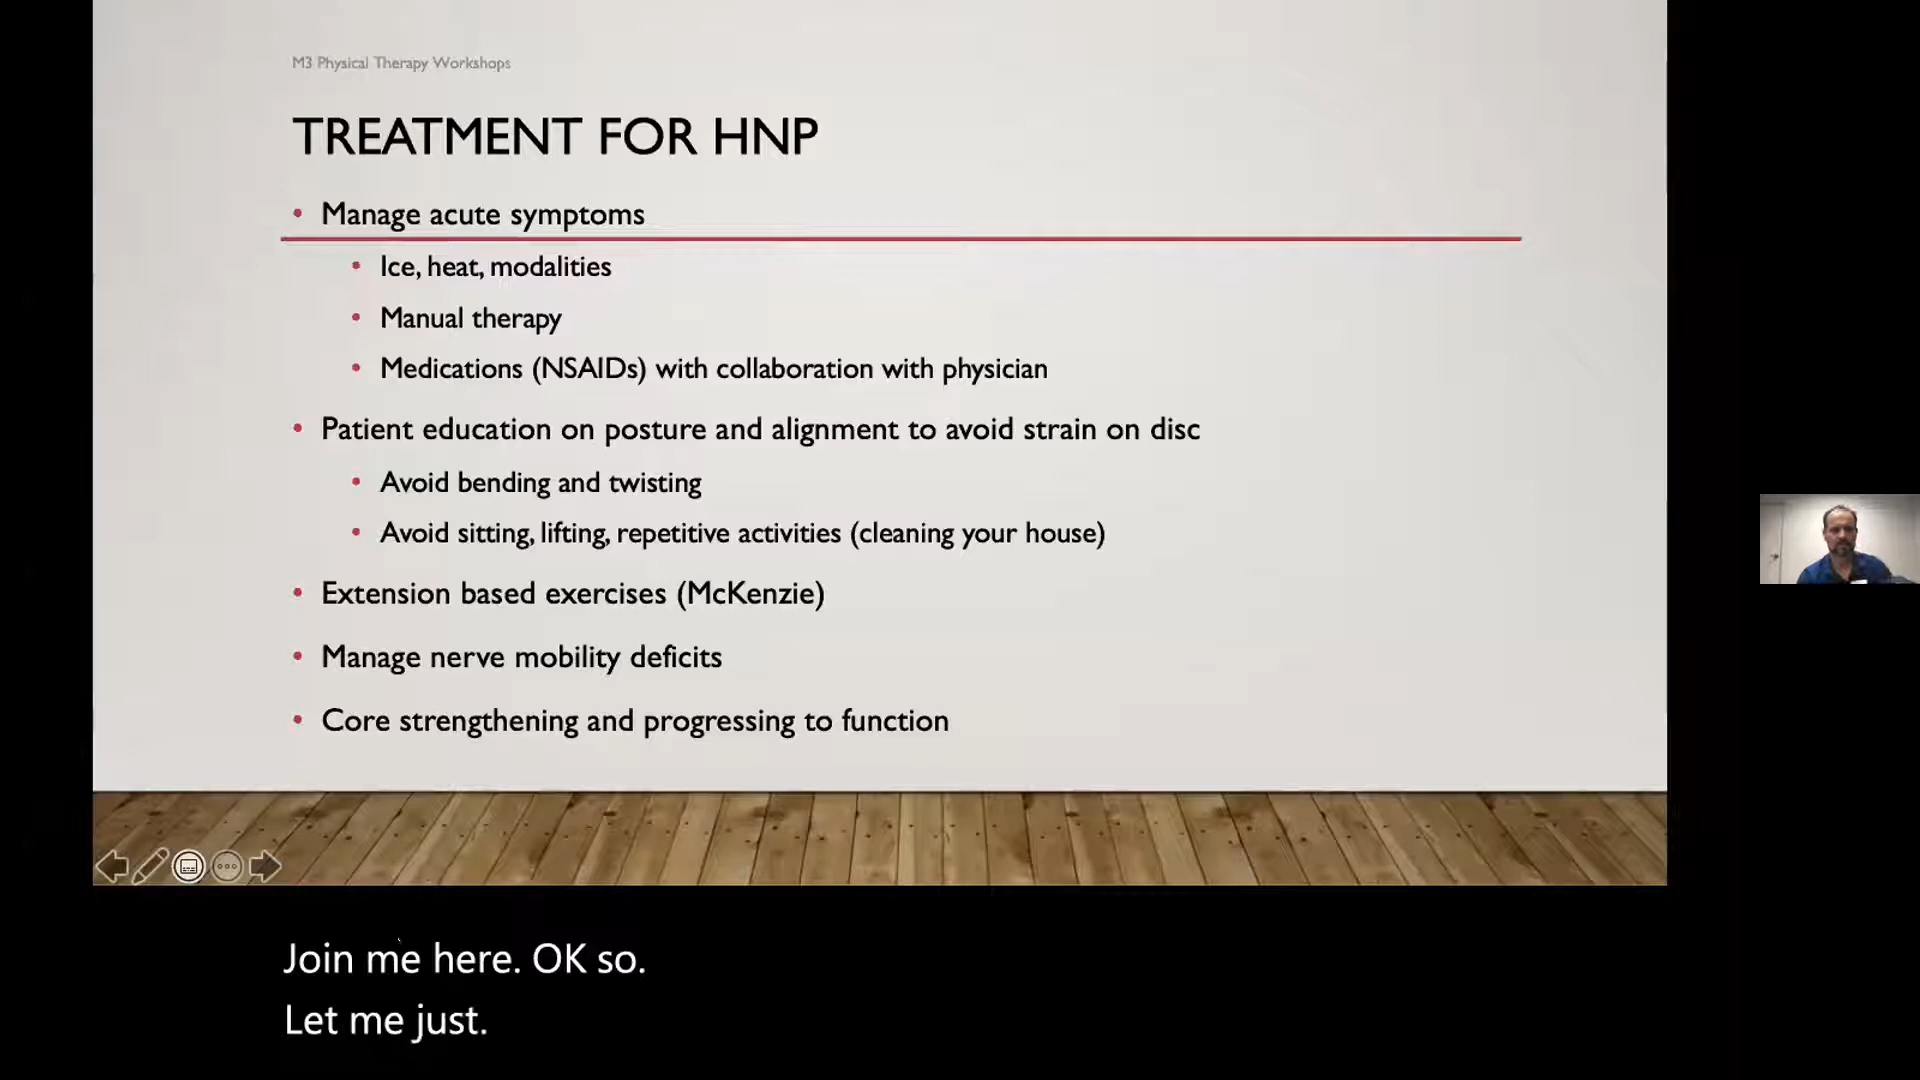 M3 Physical Therapy Workshops
TREATMENT FOR HNP
• Manage acute symptoms
• Ice, heat, modalities
• Manual therapy
• Medications (NSAIDs) with collaboration with physician
• Patient education on posture and alignment to avoid strain on disc
• Avoid bending and twisting
• Avoid sitting, lifting, repetitive activities (cleaning your house)
• Extension based exercises (McKenzie)
• Manage nerve mobility deficits
• Core strengthening and progressing to function
Join me here. OK so.
Let me just.